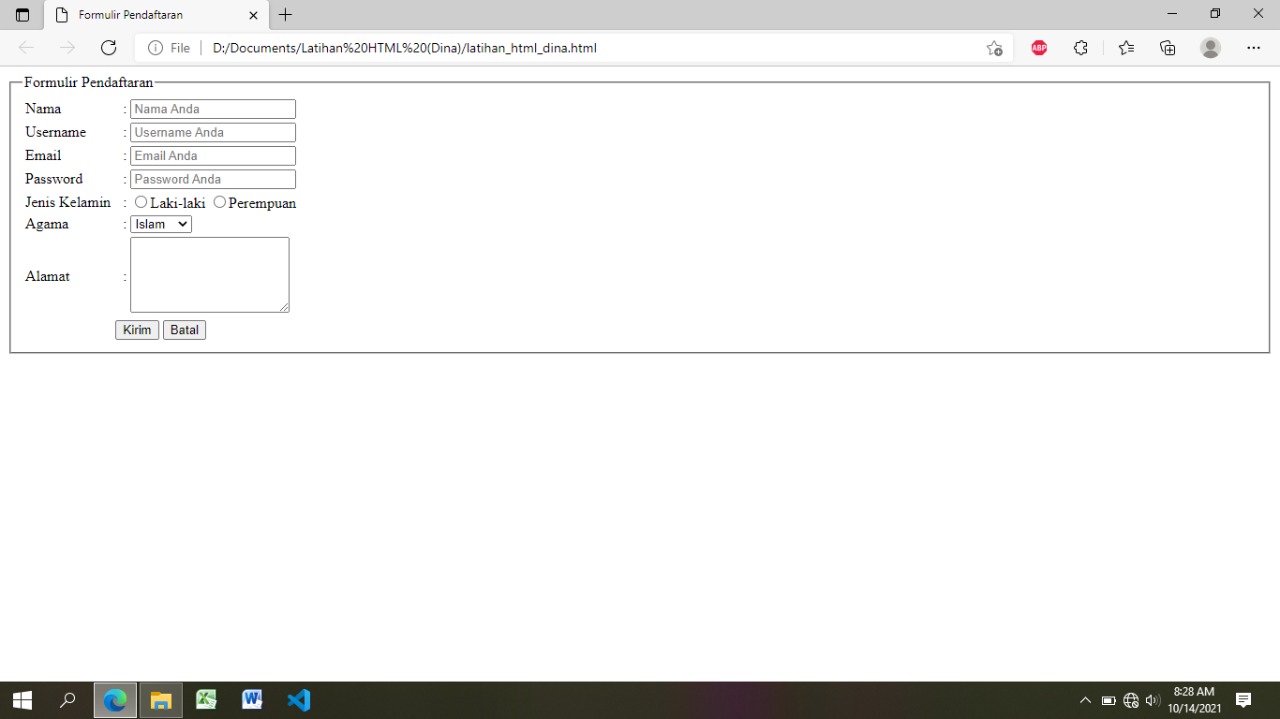 Formulir Pendaftaran
File D:/Documents/Latihan%20HTML%20(Dina)/latihan_html_dina.html
ABP
Formulir Pendaftaran
Nama : Nama Anda
Username : Username Anda
Email : Email Anda
Password : Password Anda
Jenis Kelamin : Laki-laki Perempuan
Agama : Islam
Alamat :
Kirim Batal
8:28 AM
10/14/2021